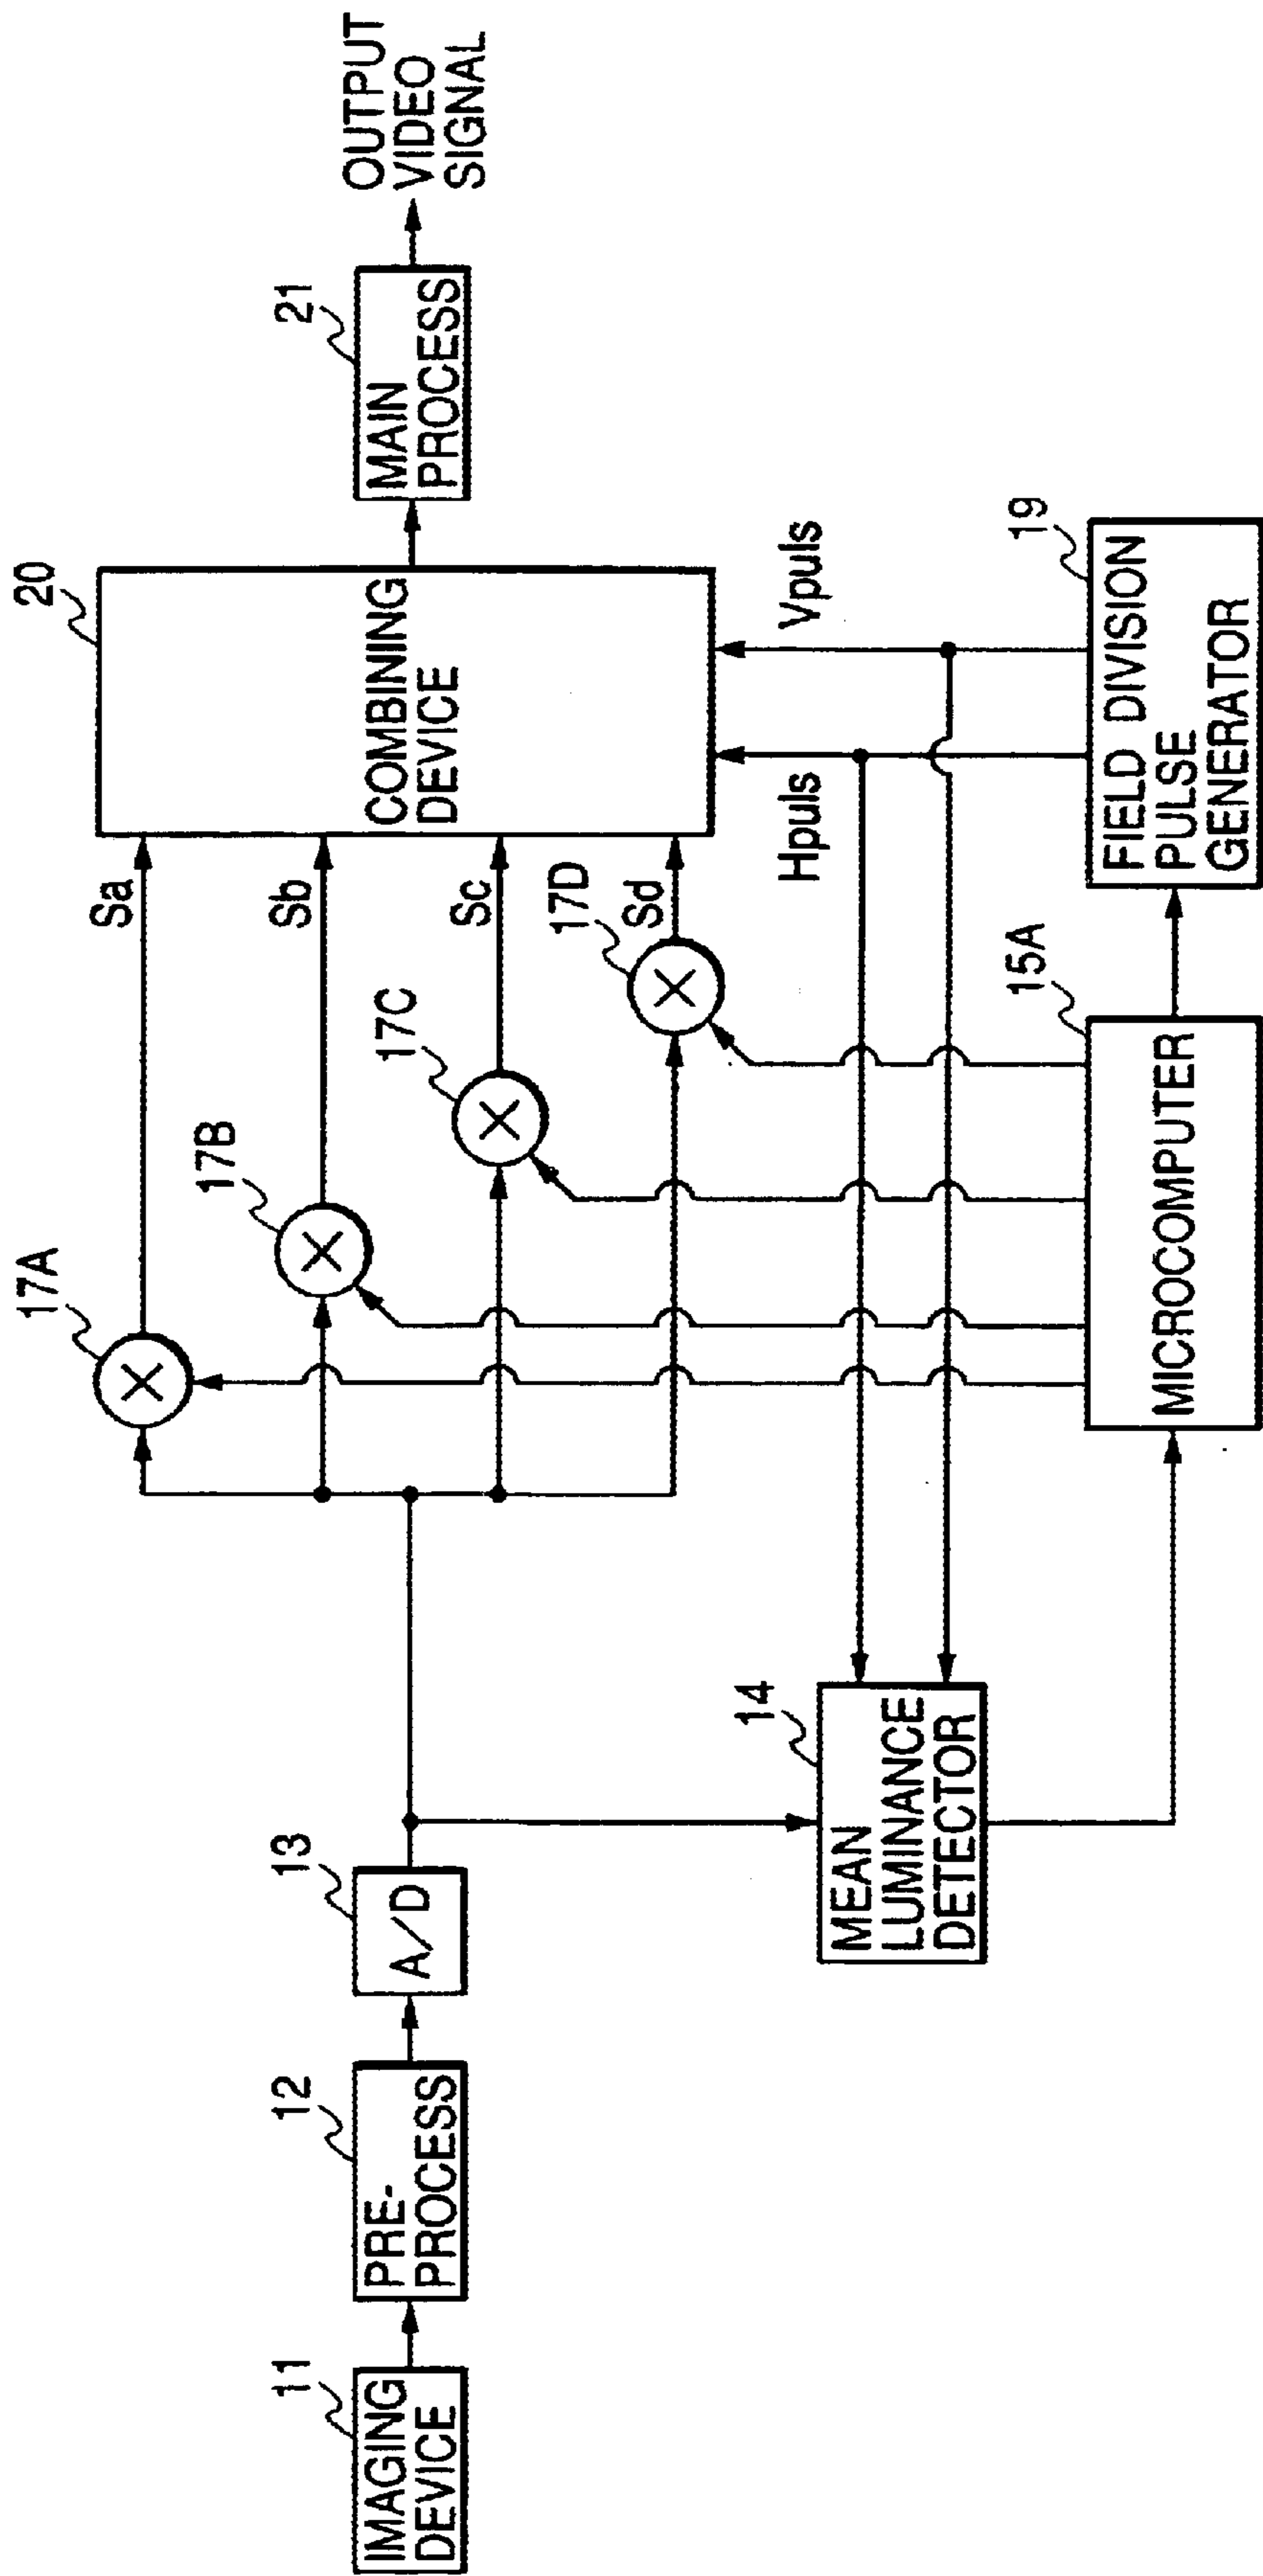 11
IMAGING
DEVICE
12
PRE-
PROCESS
13
A/D
14
MEAN
LUMINANCE
DETECTOR
17A
17B
17C
17D
Sa
Sb
Sc
Sd
20
COMBINING
DEVICE
21
MAIN
PROCESS
OUTPUT
VIDEO
SIGNAL
Hpuls
Vpuls
15A
MICROCOMPUTER
19
FIELD DIVISION
PULSE
GENERATOR